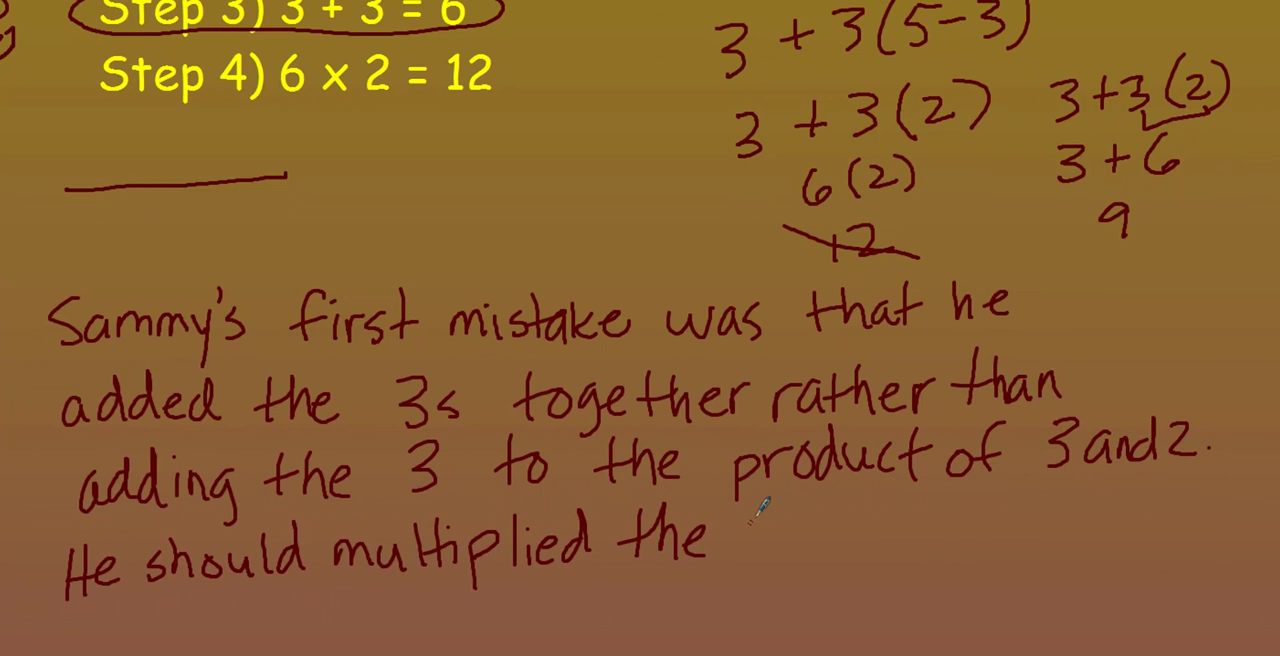 Step 3) 3 + 3 = 6
Step 4) 6 x 2 = 12
3 + 3(5-3)
3 + 3(2)
6(2)
12
3+3(2)
3 + 6
9
Sammy's first mistake was that he
added the 3s together rather than
adding the 3 to the product of 3 and 2.
He should multiplied the